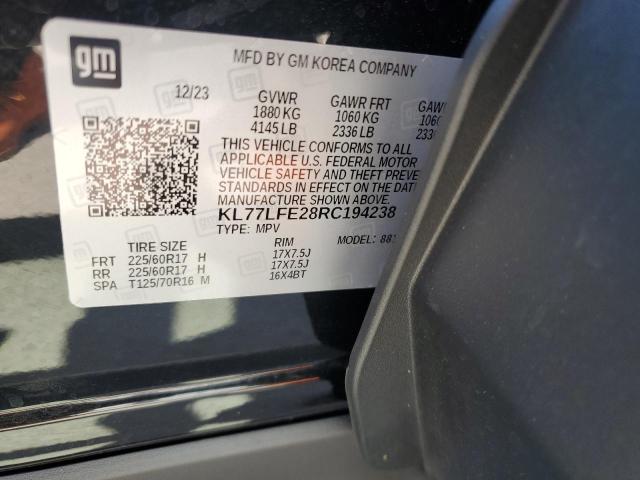 gm
MFD BY GM KOREA COMPANY
12/23 GVWR GAWR FRT
1880 KG 1060 KG
4145 LB 2336 LB
THIS VEHICLE CONFORMS TO ALL
APPLICABLE U.S. FEDERAL MOTOR
VEHICLE SAFETY AND THEFT
STANDARDS IN EFFECT ON THE
OF MANUFACTURE SHOWN ABOVE.
KL77LFE28RC194238
TYPE: MPV MODEL:
TIRE SIZE RIM
FRT 225/60R17 H 17X7.5J
RR 225/60R17 H 17X7.5J
SPA T125/70R16 M 16X4BT